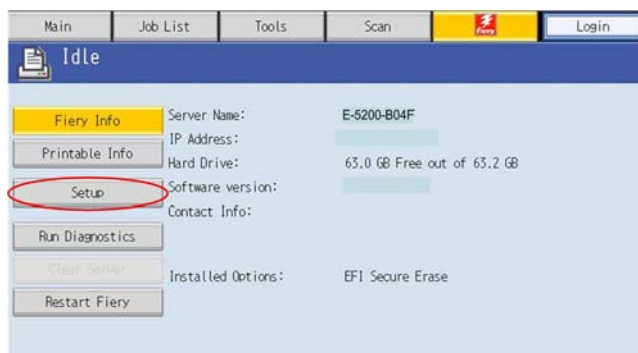 Main Job List Tools Scan Fiery Login
Idle
Fiery Info
Printable Info
Setup
Run Diagnostics
Clear Server
Restart Fiery
Server Name: E-5200-B04F
IP Address:
Hard Drive: 63.0 GB Free out of 63.2 GB
Software version:
Contact Info:
Installed Options: EFI Secure Erase